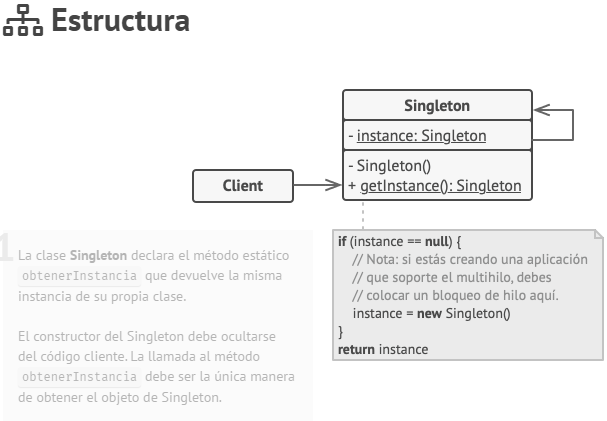 Estructura
Singleton
- instance: Singleton
- Singleton()
+ getInstance(): Singleton
Client
1
La clase Singleton declara el método estático
obtenerInstancia que devuelve la misma
instancia de su propia clase.
El constructor del Singleton debe ocultarse
del código cliente. La llamada al método
obtenerInstancia debe ser la única manera
de obtener el objeto de Singleton.
if (instance == null) {
// Nota: si estás creando una aplicación
// que soporte el multihilo, debes
// colocar un bloqueo de hilo aquí.
instance = new Singleton()
}
return instance